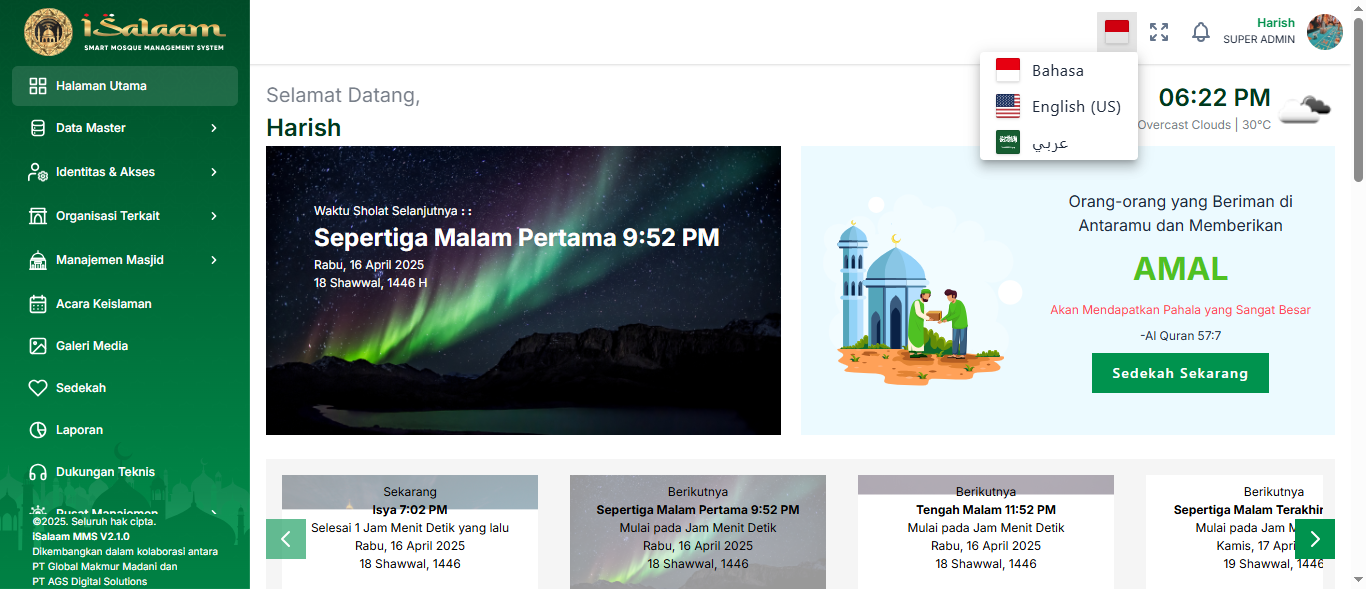 iSalaam
SMART MOSQUE MANAGEMENT SYSTEM
Halaman Utama
Data Master
Identitas & Akses
Organisasi Terkait
Manajemen Masjid
Acara Keislaman
Galeri Media
Sedekah
Laporan
Dukungan Teknis
Pusat Manajemen
©2025. Seluruh hak cipta.
iSalaam MMS V2.1.0
Dikembangkan dalam kolaborasi antara
PT Global Makmur Madani dan
PT AGS Digital Solutions
Harish
SUPER ADMIN
Bahasa
English (US)
عربي
Selamat Datang,
Harish
06:22 PM
Overcast Clouds | 30°C
Waktu Sholat Selanjutnya : :
Sepertiga Malam Pertama 9:52 PM
Rabu, 16 April 2025
18 Shawwal, 1446 H
Orang-orang yang Beriman di
Antaramu dan Memberikan
AMAL
Akan Mendapatkan Pahala yang Sangat Besar
-Al Quran 57:7
Sedekah Sekarang
Sekarang
Isya 7:02 PM
Selesai 1 Jam Menit Detik yang lalu
Rabu, 16 April 2025
18 Shawwal, 1446
Berikutnya
Sepertiga Malam Pertama 9:52 PM
Mulai pada Jam Menit Detik
Rabu, 16 April 2025
18 Shawwal, 1446
Berikutnya
Tengah Malam 11:52 PM
Mulai pada Jam Menit Detik
Rabu, 16 April 2025
18 Shawwal, 1446
Berikutnya
Sepertiga Malam Terakhir
Mulai pada Jam M
Kamis, 17 Apri
19 Shawwal, 1446